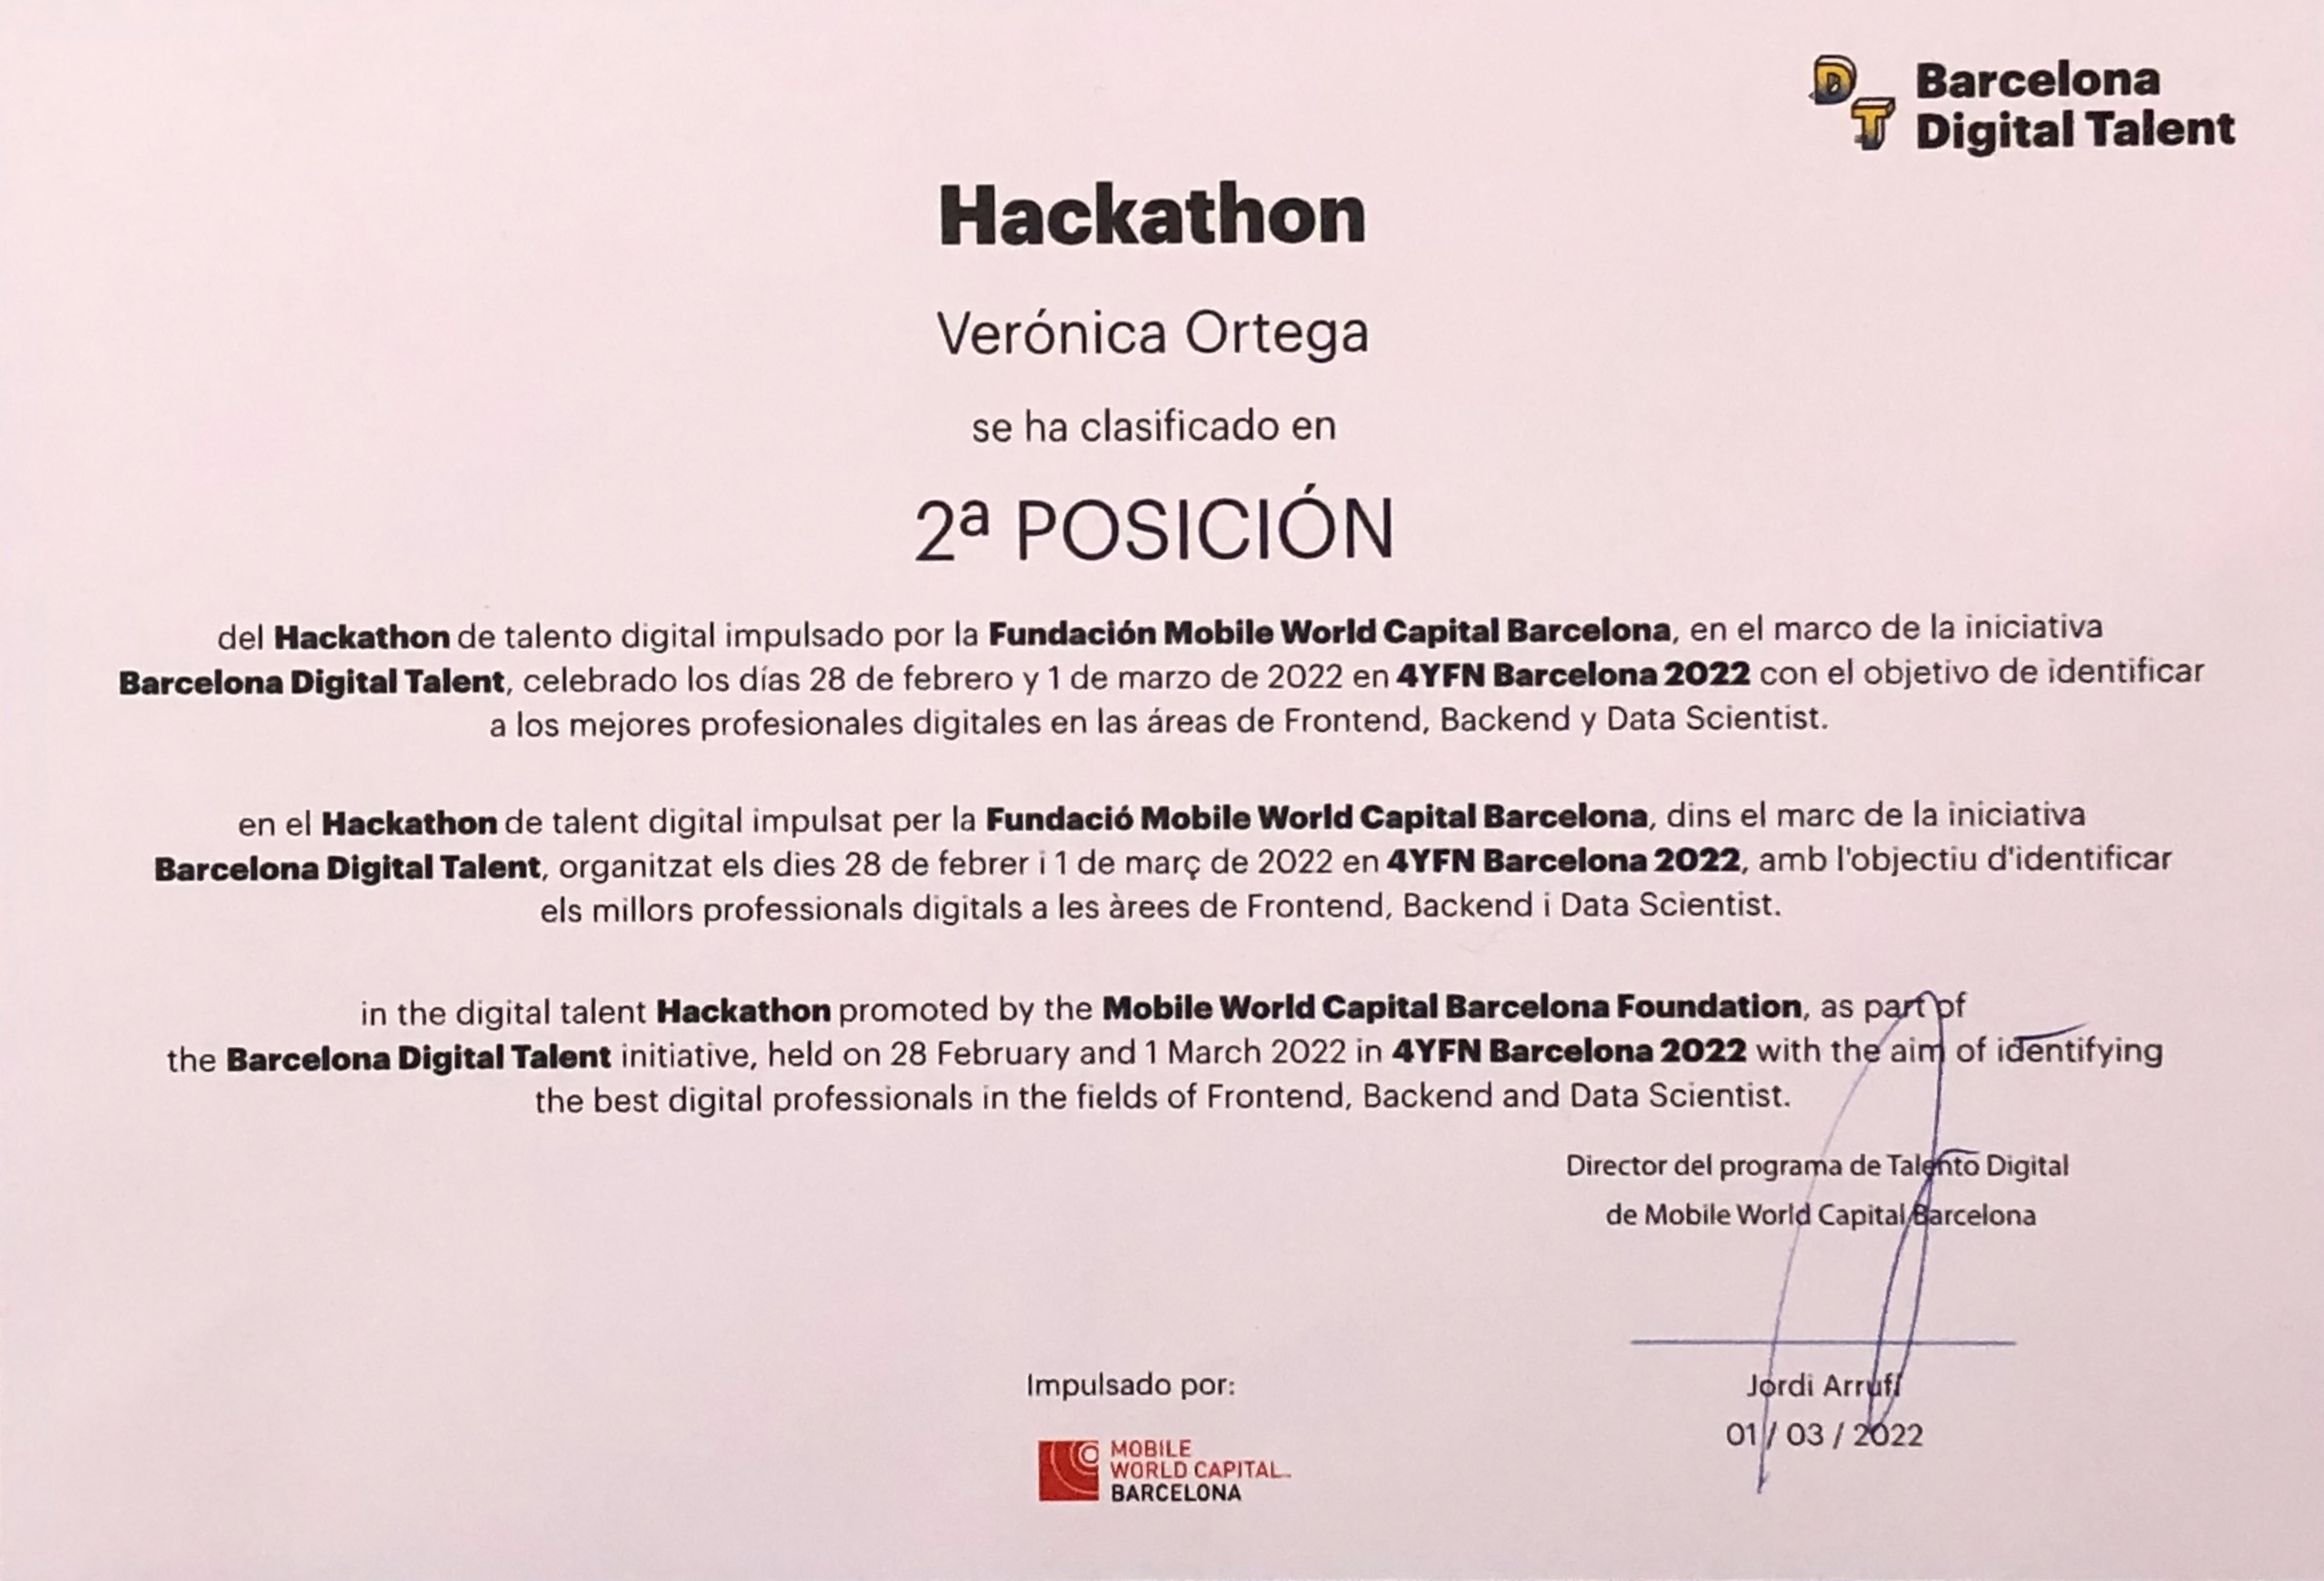 Barcelona
Digital Talent
Hackathon
Verónica Ortega
se ha clasificado en
2ª POSICIÓN
del Hackathon de talento digital impulsado por la Fundación Mobile World Capital Barcelona, en el marco de la iniciativa
Barcelona Digital Talent, celebrado los días 28 de febrero y 1 de marzo de 2022 en 4YFN Barcelona 2022 con el objetivo de identificar
a los mejores profesionales digitales en las áreas de Frontend, Backend y Data Scientist.
en el Hackathon de talent digital impulsat per la Fundació Mobile World Capital Barcelona, dins el marc de la iniciativa
Barcelona Digital Talent, organitzat els dies 28 de febrer i 1 de març de 2022 en 4YFN Barcelona 2022, amb l'objectiu d'identificar
els millors professionals digitals a les àrees de Frontend, Backend i Data Scientist.
in the digital talent Hackathon promoted by the Mobile World Capital Barcelona Foundation, as part of
the Barcelona Digital Talent initiative, held on 28 February and 1 March 2022 in 4YFN Barcelona 2022 with the aim of identifying
the best digital professionals in the fields of Frontend, Backend and Data Scientist.
Director del programa de Talento Digital
de Mobile World Capital Barcelona
Jordi Arrufí
01 / 03 / 2022
Impulsado por:
MOBILE
WORLD CAPITAL
BARCELONA